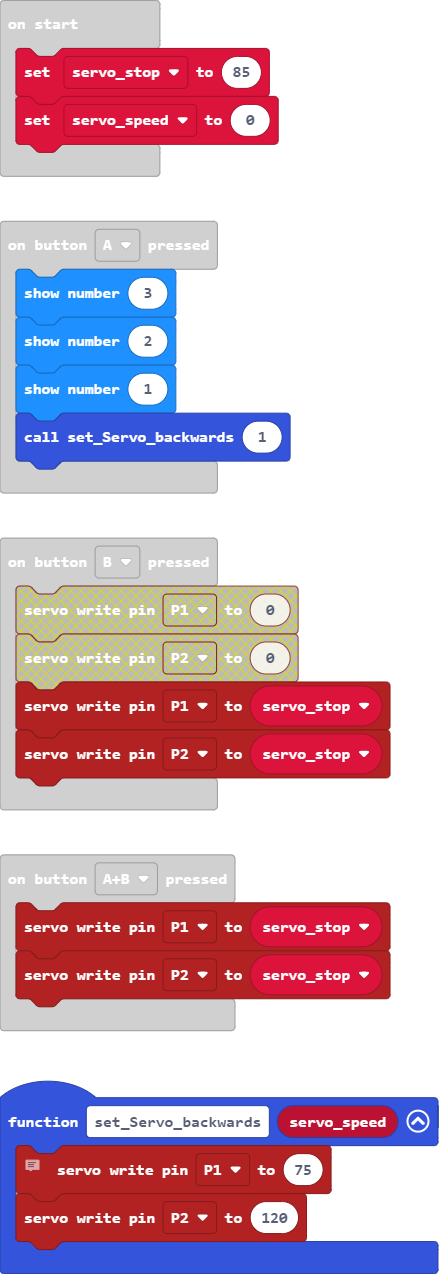 on start
set servo_stop to 85
set servo_speed to 0
on button A pressed
show number 3
show number 2
show number 1
call set_Servo_backwards 1
on button B pressed
servo write pin P1 to 0
servo write pin P2 to 0
servo write pin P1 to servo_stop
servo write pin P2 to servo_stop
on button A+B pressed
servo write pin P1 to servo_stop
servo write pin P2 to servo_stop
function set_Servo_backwards servo_speed
servo write pin P1 to 75
servo write pin P2 to 120